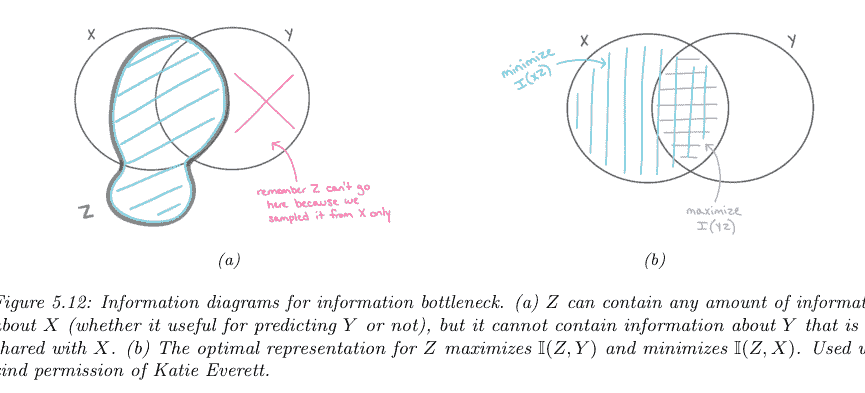 X
Y
Z
remember Z can't go
here because we
sampled it from X only
(a)
X
Y
minimize
I(XZ)
maximize
I(YZ)
(b)
Figure 5.12: Information diagrams for information bottleneck. (a) Z can contain any amount of informat
about X (whether it useful for predicting Y or not), but it cannot contain information about Y that is
shared with X. (b) The optimal representation for Z maximizes 𝕀(Z, Y) and minimizes 𝕀(Z, X). Used w
kind permission of Katie Everett.